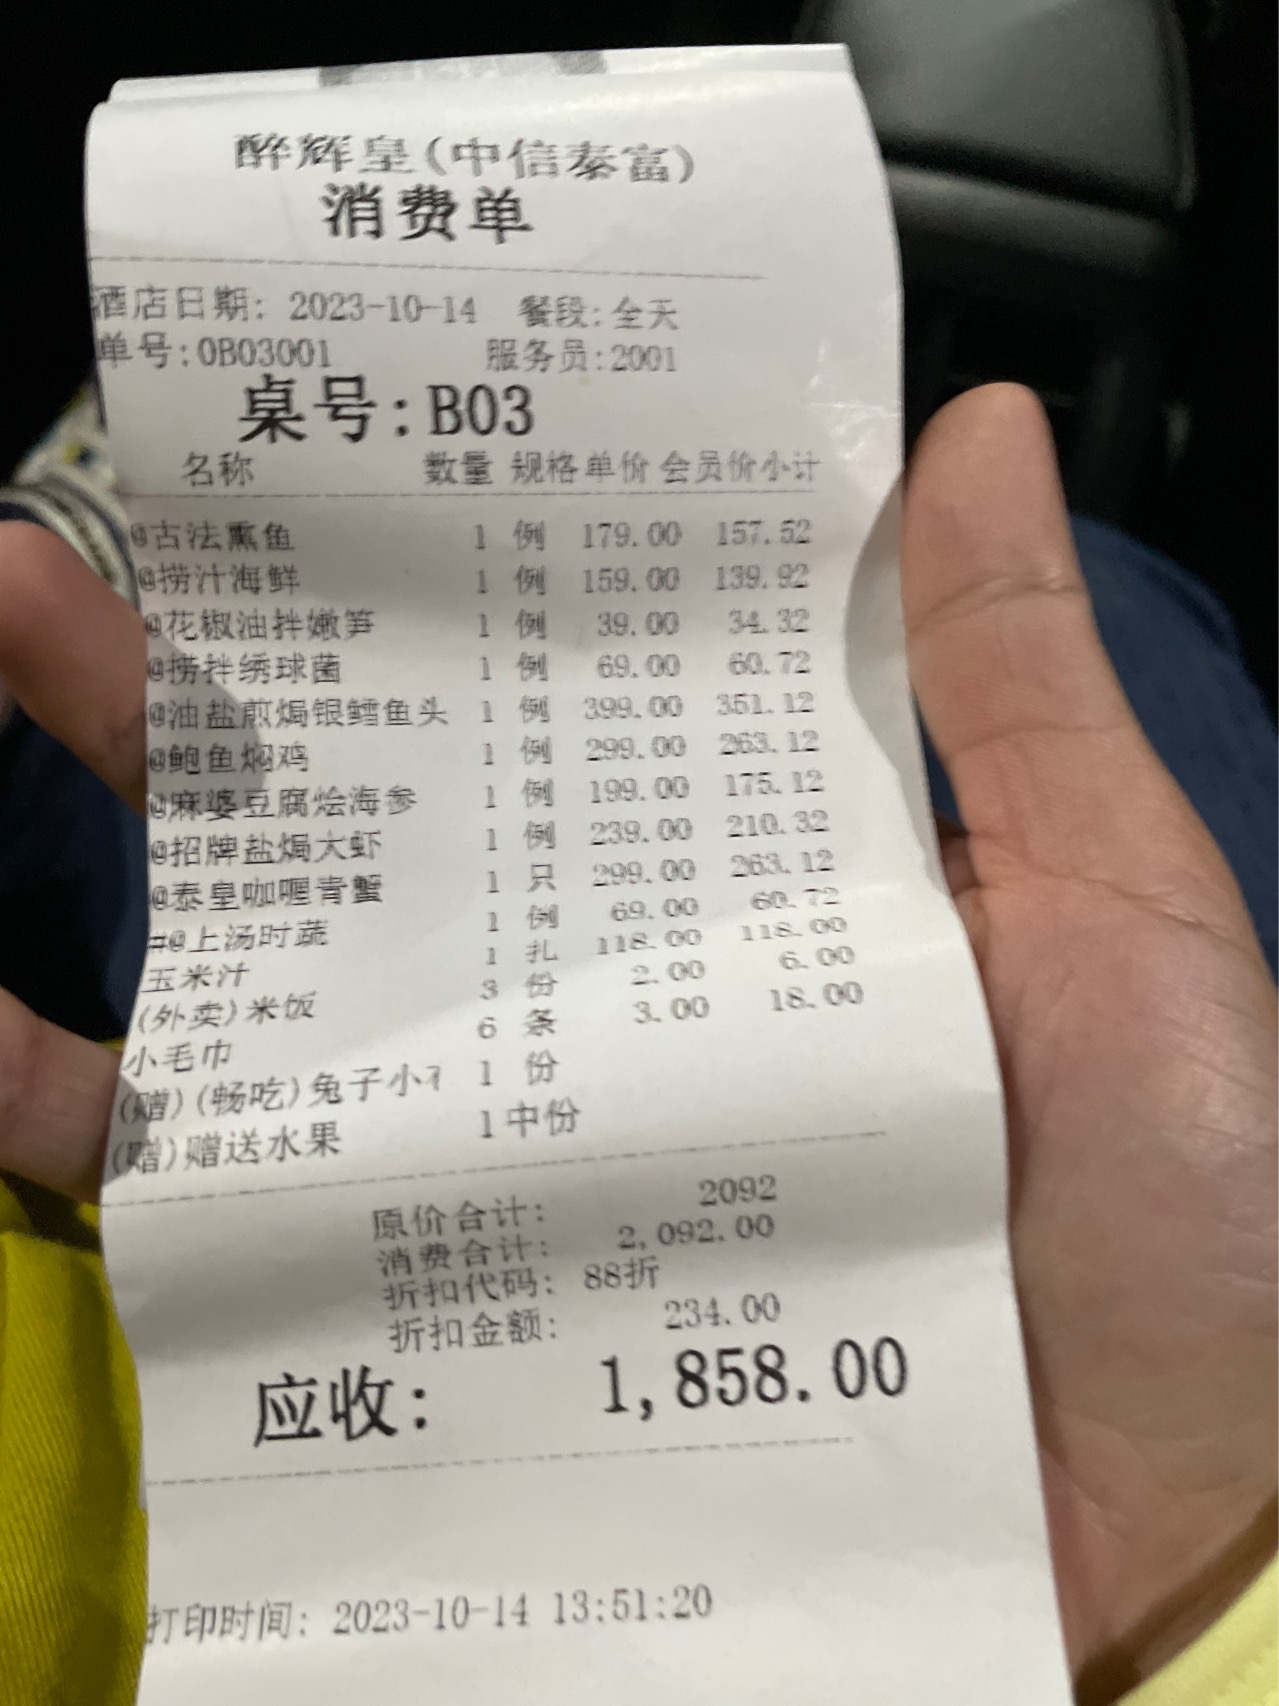 醉辉皇(中信泰富)
消费单
酒店日期: 2023-10-14 餐段:全天
单号:0B03001 服务员:2001
桌号:B03
名称 数量 规格 单价 会员价小计
@古法熏鱼 1 例 179.00 157.52
@捞汁海鲜 1 例 159.00 139.92
@花椒油拌嫩笋 1 例 39.00 34.32
@捞拌绣球菌 1 例 69.00 60.72
@油盐煎焗银鳕鱼头 1 例 399.00 351.12
@鲍鱼焖鸡 1 例 299.00 263.12
@麻婆豆腐烩海参 1 例 199.00 175.12
@招牌盐焗大虾 1 例 239.00 210.32
@泰皇咖喱青蟹 1 只 299.00 263.12
#@上汤时蔬 1 例 69.00 60.72
玉米汁 1 扎 118.00 118.00
(外卖)米饭 3 份 2.00 6.00
小毛巾 6 条 3.00 18.00
(赠)(畅吃)兔子小 1 份
(赠)赠送水果 1 中份
原价合计: 2092
消费合计: 2,092.00
折扣代码: 88折
折扣金额: 234.00
应收: 1,858.00
打印时间: 2023-10-14 13:51:20